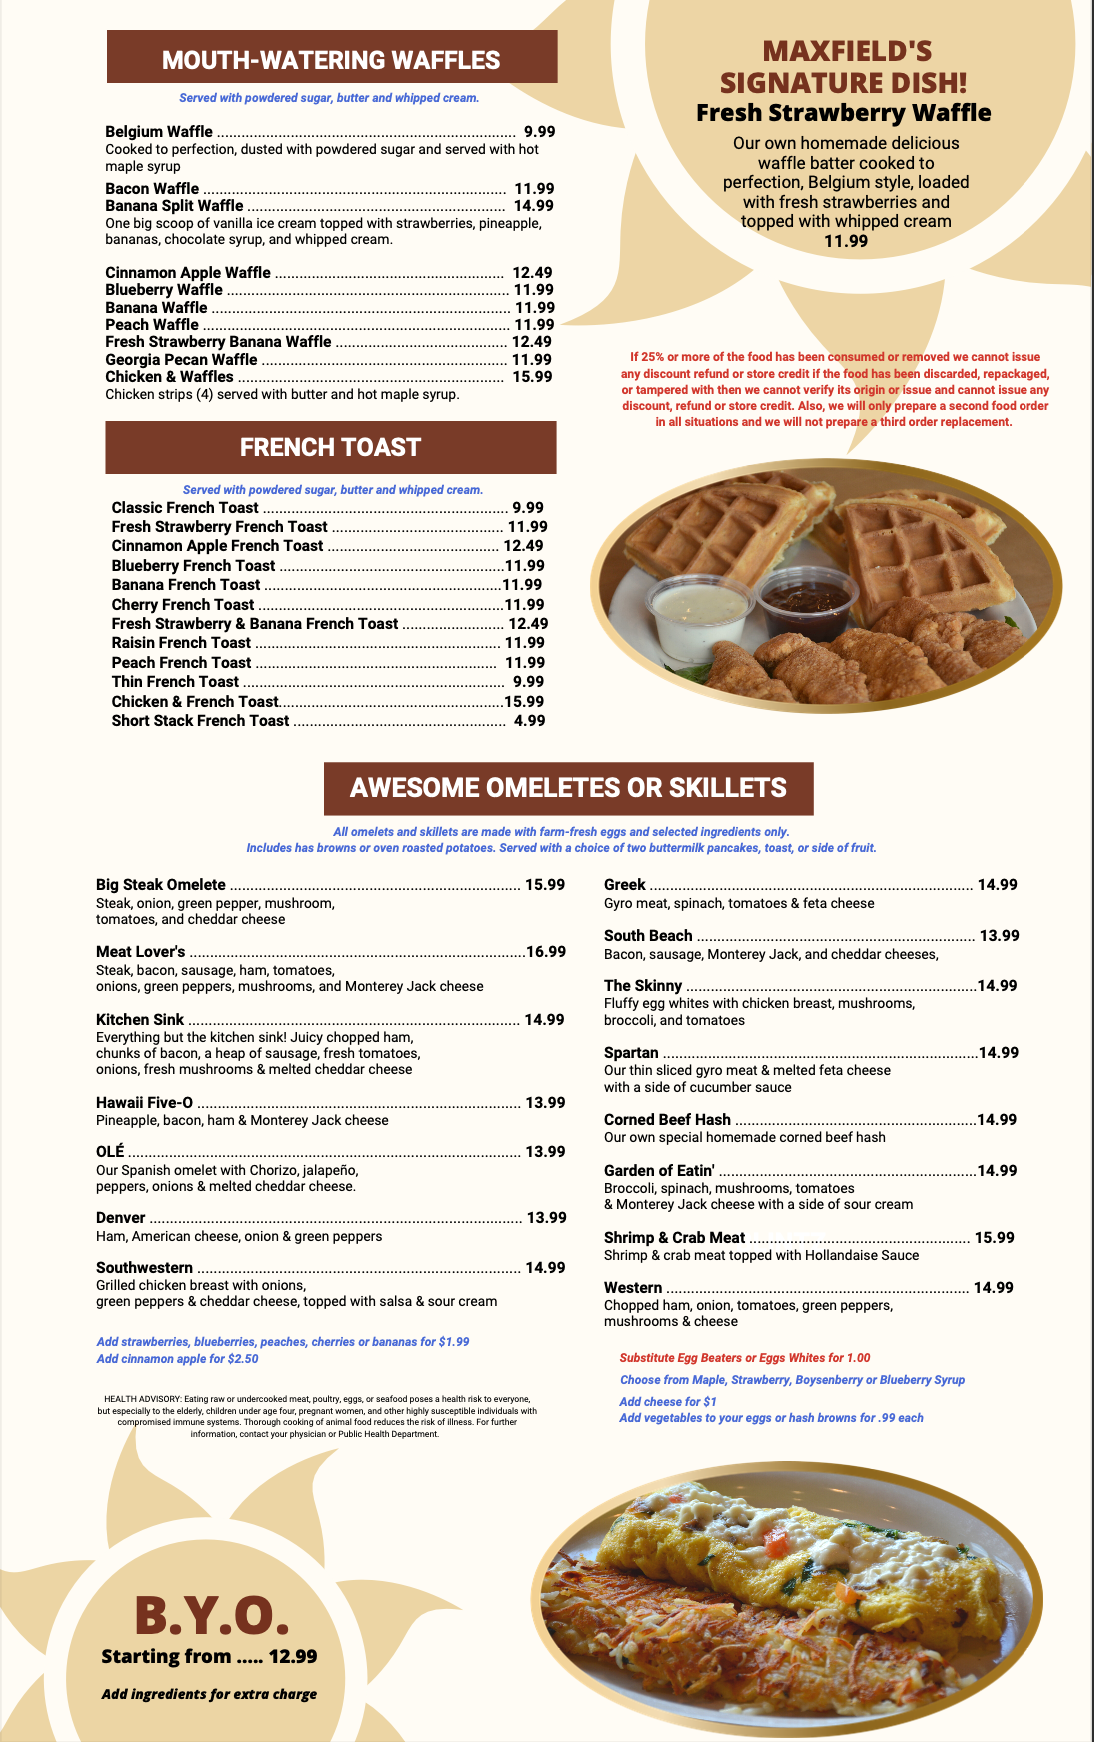 MOUTH-WATERING WAFFLES
Served with powdered sugar, butter and whipped cream.
Belgium Waffle ........................................................................ 9.99
Cooked to perfection, dusted with powdered sugar and served with hot
maple syrup
Bacon Waffle ........................................................................ 11.99
Banana Split Waffle ............................................................... 14.99
One big scoop of vanilla ice cream topped with strawberries, pineapple,
bananas, chocolate syrup, and whipped cream.
Cinnamon Apple Waffle ........................................................ 12.49
Blueberry Waffle .................................................................... 11.99
Banana Waffle ........................................................................ 11.99
Peach Waffle .......................................................................... 11.99
Fresh Strawberry Banana Waffle .......................................... 12.49
Georgia Pecan Waffle ............................................................ 11.99
Chicken & Waffles ................................................................. 15.99
Chicken strips (4) served with butter and hot maple syrup.
MAXFIELD'S
SIGNATURE DISH!
Fresh Strawberry Waffle
Our own homemade delicious
waffle batter cooked to
perfection, Belgium style, loaded
with fresh strawberries and
topped with whipped cream
11.99
If 25% or more of the food has been consumed or removed we cannot issue
any discount refund or store credit if the food has been discarded, repackaged,
or tampered with then we cannot verify its origin or issue and cannot issue any
discount, refund or store credit. Also, we will only prepare a second food order
in all situations and we will not prepare a third order replacement.
FRENCH TOAST
Served with powdered sugar, butter and whipped cream.
Classic French Toast ............................................................ 9.99
Fresh Strawberry French Toast .......................................... 11.99
Cinnamon Apple French Toast .......................................... 12.49
Blueberry French Toast ........................................................11.99
Banana French Toast ..........................................................11.99
Cherry French Toast ............................................................11.99
Fresh Strawberry & Banana French Toast ......................... 12.49
Raisin French Toast ............................................................ 11.99
Peach French Toast ........................................................... 11.99
Thin French Toast ................................................................ 9.99
Chicken & French Toast.......................................................15.99
Short Stack French Toast .................................................... 4.99
AWESOME OMELETES OR SKILLETS
All omelets and skillets are made with farm-fresh eggs and selected ingredients only.
Includes has browns or oven roasted potatoes. Served with a choice of two buttermilk pancakes, toast, or side of fruit.
Big Steak Omelete ....................................................................... 15.99
Steak, onion, green pepper, mushroom,
tomatoes, and cheddar cheese
Meat Lover's ..................................................................................16.99
Steak, bacon, sausage, ham, tomatoes,
onions, green peppers, mushrooms, and Monterey Jack cheese
Kitchen Sink ................................................................................. 14.99
Everything but the kitchen sink! Juicy chopped ham,
chunks of bacon, a heap of sausage, fresh tomatoes,
onions, fresh mushrooms & melted cheddar cheese
Hawaii Five-O ............................................................................... 13.99
Pineapple, bacon, ham & Monterey Jack cheese
OLÉ ................................................................................................ 13.99
Our Spanish omelet with Chorizo, jalapeño,
peppers, onions & melted cheddar cheese.
Denver ........................................................................................... 13.99
Ham, American cheese, onion & green peppers
Southwestern ............................................................................... 14.99
Grilled chicken breast with onions,
green peppers & cheddar cheese, topped with salsa & sour cream
Add strawberries, blueberries, peaches, cherries or bananas for $1.99
Add cinnamon apple for $2.50
HEALTH ADVISORY: Eating raw or undercooked meat, poultry, eggs, or seafood poses a health risk to everyone,
but especially to the elderly, children under age four, pregnant women, and other highly susceptible individuals with
compromised immune systems. Thorough cooking of animal food reduces the risk of illness. For further
information, contact your physician or Public Health Department.
Greek ............................................................................... 14.99
Gyro meat, spinach, tomatoes & feta cheese
South Beach .................................................................... 13.99
Bacon, sausage, Monterey Jack, and cheddar cheeses,
The Skinny .......................................................................14.99
Fluffy egg whites with chicken breast, mushrooms,
broccoli, and tomatoes
Spartan .............................................................................14.99
Our thin sliced gyro meat & melted feta cheese
with a side of cucumber sauce
Corned Beef Hash ...........................................................14.99
Our own special homemade corned beef hash
Garden of Eatin' ...............................................................14.99
Broccoli, spinach, mushrooms, tomatoes
& Monterey Jack cheese with a side of sour cream
Shrimp & Crab Meat ...................................................... 15.99
Shrimp & crab meat topped with Hollandaise Sauce
Western .......................................................................... 14.99
Chopped ham, onion, tomatoes, green peppers,
mushrooms & cheese
Substitute Egg Beaters or Eggs Whites for 1.00
Choose from Maple, Strawberry, Boysenberry or Blueberry Syrup
Add cheese for $1
Add vegetables to your eggs or hash browns for .99 each
B.Y.O.
Starting from ..... 12.99
Add ingredients for extra charge